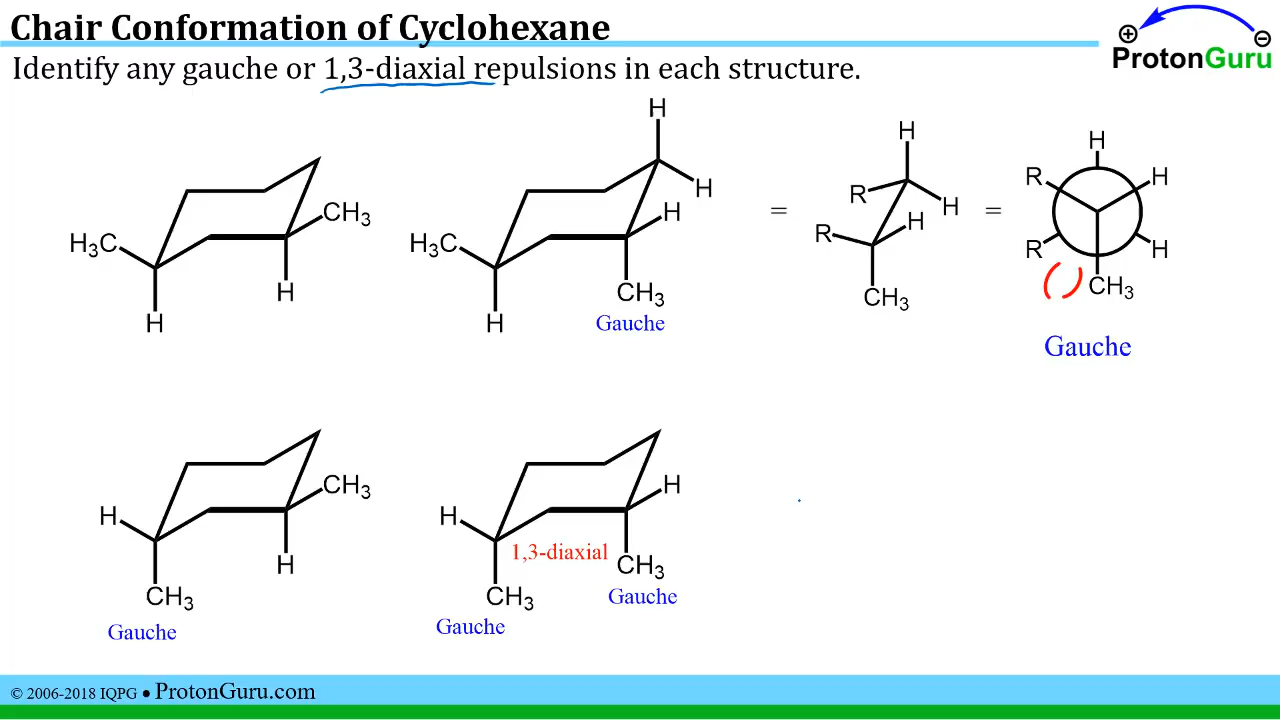 Chair Conformation of Cyclohexane
⊕ ⊖
ProtonGuru
Identify any gauche or 1,3-diaxial repulsions in each structure.
CH3
H3C
H
H
H
H
H
H3C
CH3
H
Gauche
=
H
R
H
H
R
CH3
=
H
R
H
R
H
( )
CH3
Gauche
CH3
H
H
CH3
Gauche
H
H
1,3-diaxial
CH3
CH3
Gauche
Gauche
© 2006-2018 IQPG ● ProtonGuru.com